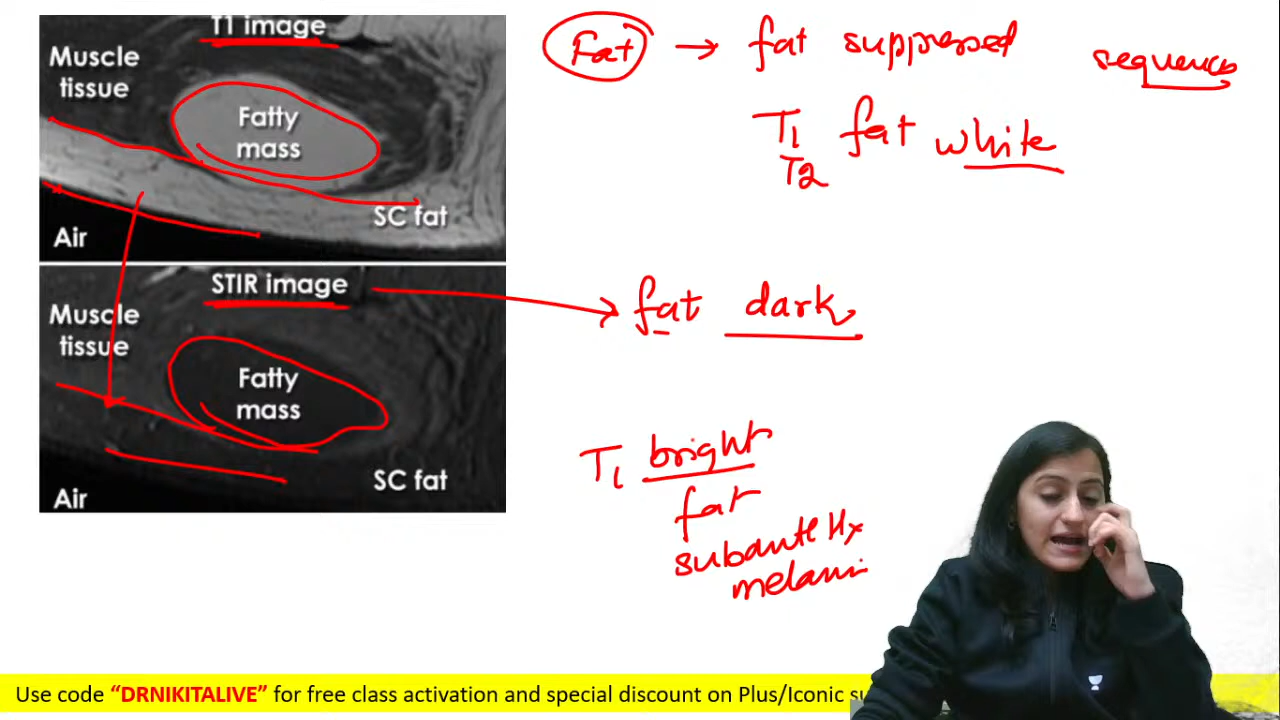 T1 image
Muscle
tissue
Fatty
mass
SC fat
Air
STIR image
Muscle
tissue
Fatty
mass
SC fat
Air
Fat → fat suppressed sequences
T1 fat white
T2
fat dark
T1 bright
fat
subacute Hx
melani
Use code “DRNIKITALIVE” for free class activation and special discount on Plus/Iconic su